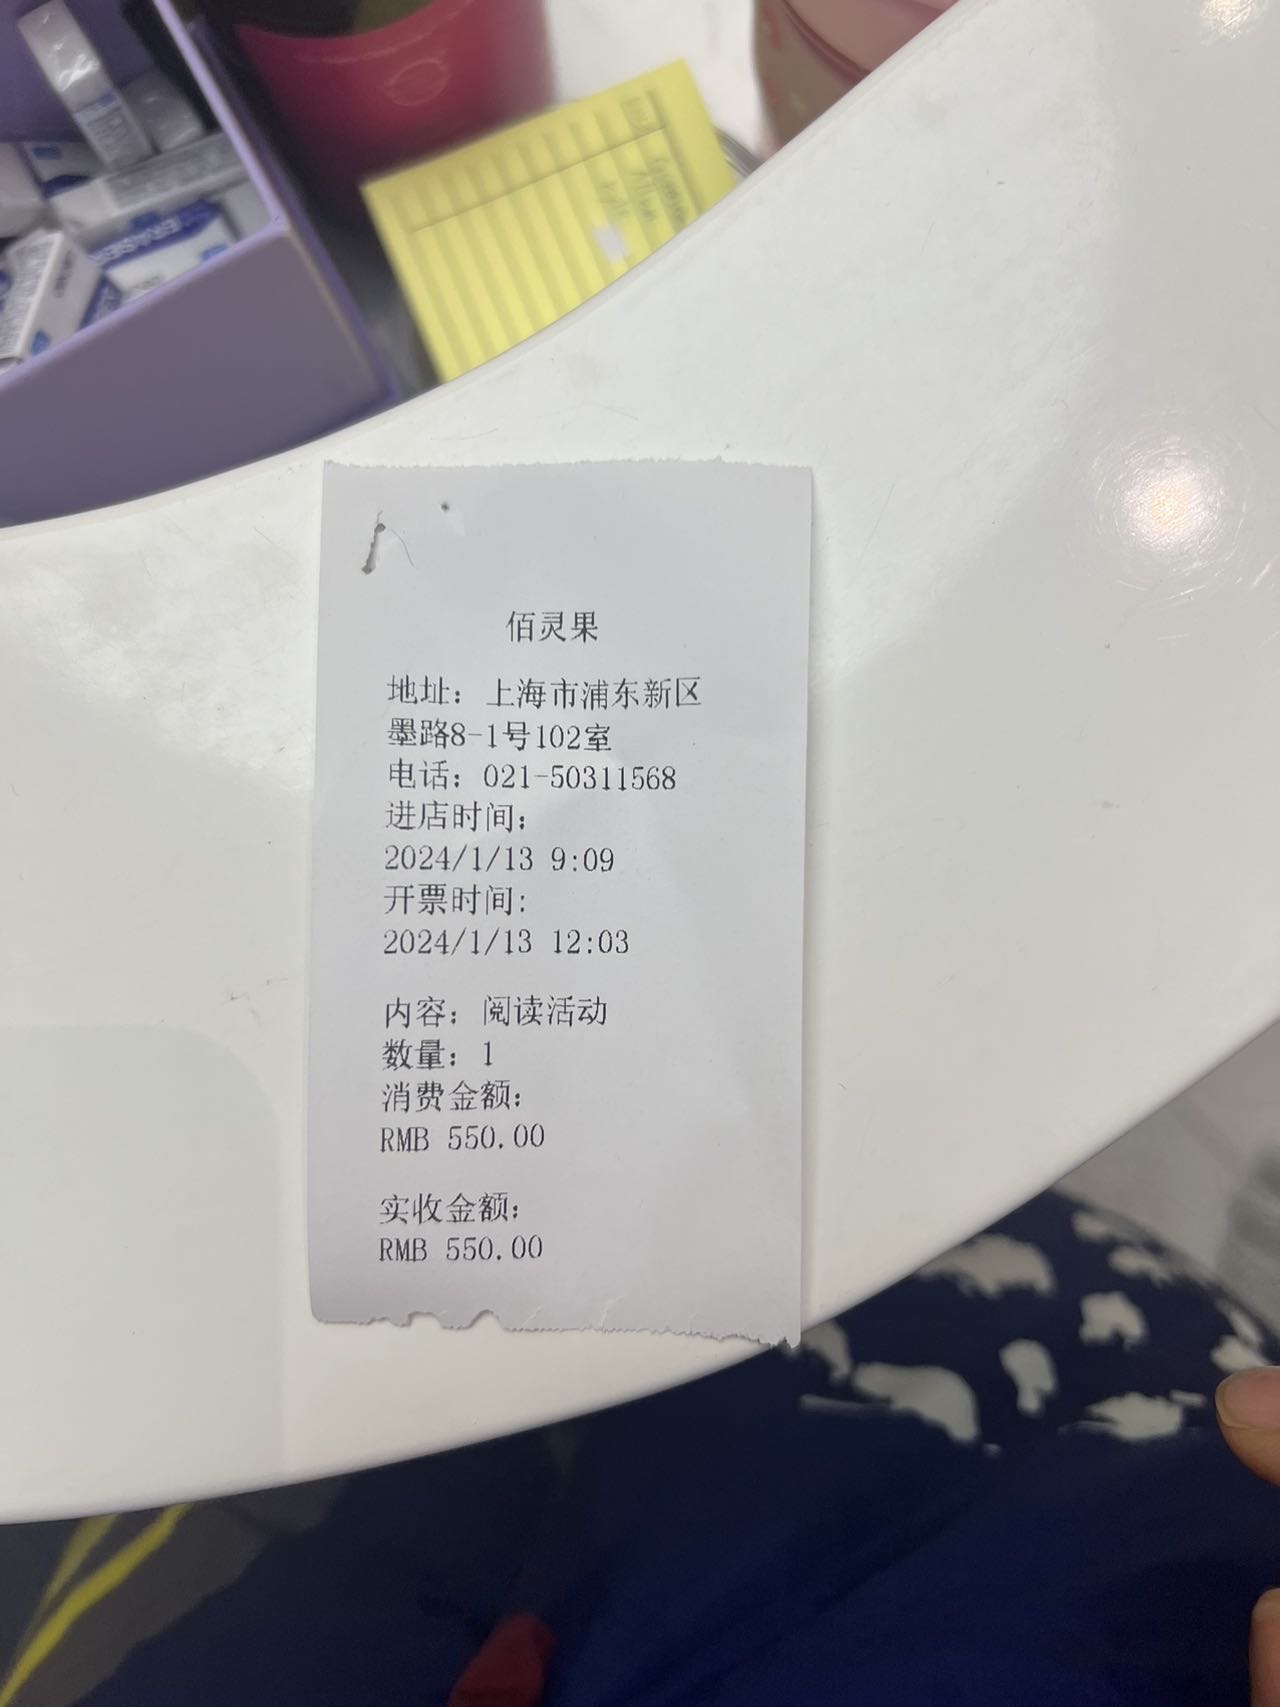 ERASER
佰灵果
地址：上海市浦东新区
墨路8-1号102室
电话：021-50311568
进店时间：
2024/1/13 9:09
开票时间：
2024/1/13 12:03
内容：阅读活动
数量：1
消费金额：
RMB 550.00
实收金额：
RMB 550.00